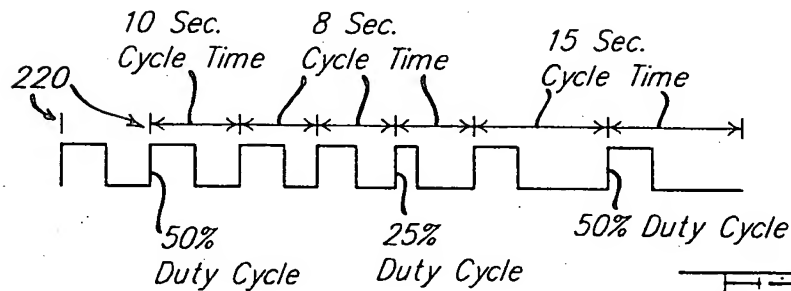 10 Sec.
Cycle Time
8 Sec.
Cycle Time
15 Sec.
Cycle Time
220
50%
Duty Cycle
25%
Duty Cycle
50% Duty Cycle